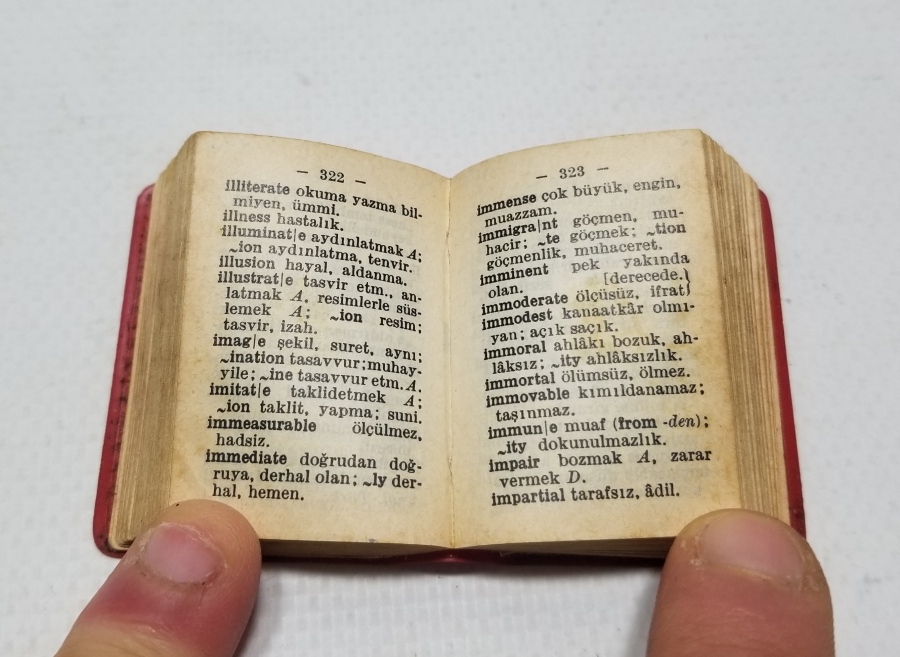 — 322 —
illiterate okuma yazma bil-
miyen, ümmi.
illness hastalık.
illuminat|e aydınlatmak A;
~ion aydınlatma, tenvir.
illusion hayal, aldanma.
illustrat|e tasvir etm., an-
latmak A, resimlerle süs-
lemek A; ~ion resim;
tasvir, izah.
imag|e şekil, suret, aynı;
~ination tasavvur; muhay-
yile; ~ine tasavvur etm. A.
imitat|e taklidetmek A;
~ion taklit, yapma; suni.
immeasurable ölçülmez,
hadsiz.
immediate doğrudan doğ-
ruya, derhal olan; ~ly der-
hal, hemen.
— 323 —
immense çok büyük, engin,
muazzam.
immigra|nt göçmen, mu-
hacir; ~te göçmek; ~tion
göçmenlik, muhaceret.
imminent pek yakında
olan. [derecede.}
immoderate ölçüsüz, ifrat}
immodest kanaatkâr olmı-
yan; açık saçık.
immoral ahlâkı bozuk, ah-
lâksız; ~ity ahlâksızlık.
immortal ölümsüz, ölmez.
immovable kımıldanamaz;
taşınmaz.
immun|e muaf (from -den);
~ity dokunulmazlık.
impair bozmak A, zarar
vermek D.
impartial tarafsız, âdil.